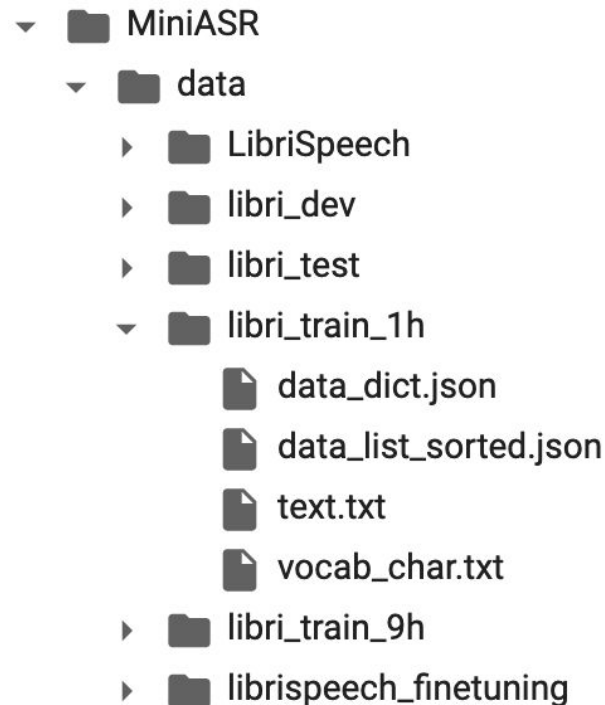 MiniASR
data
LibriSpeech
libri_dev
libri_test
libri_train_1h
data_dict.json
data_list_sorted.json
text.txt
vocab_char.txt
libri_train_9h
librispeech_finetuning